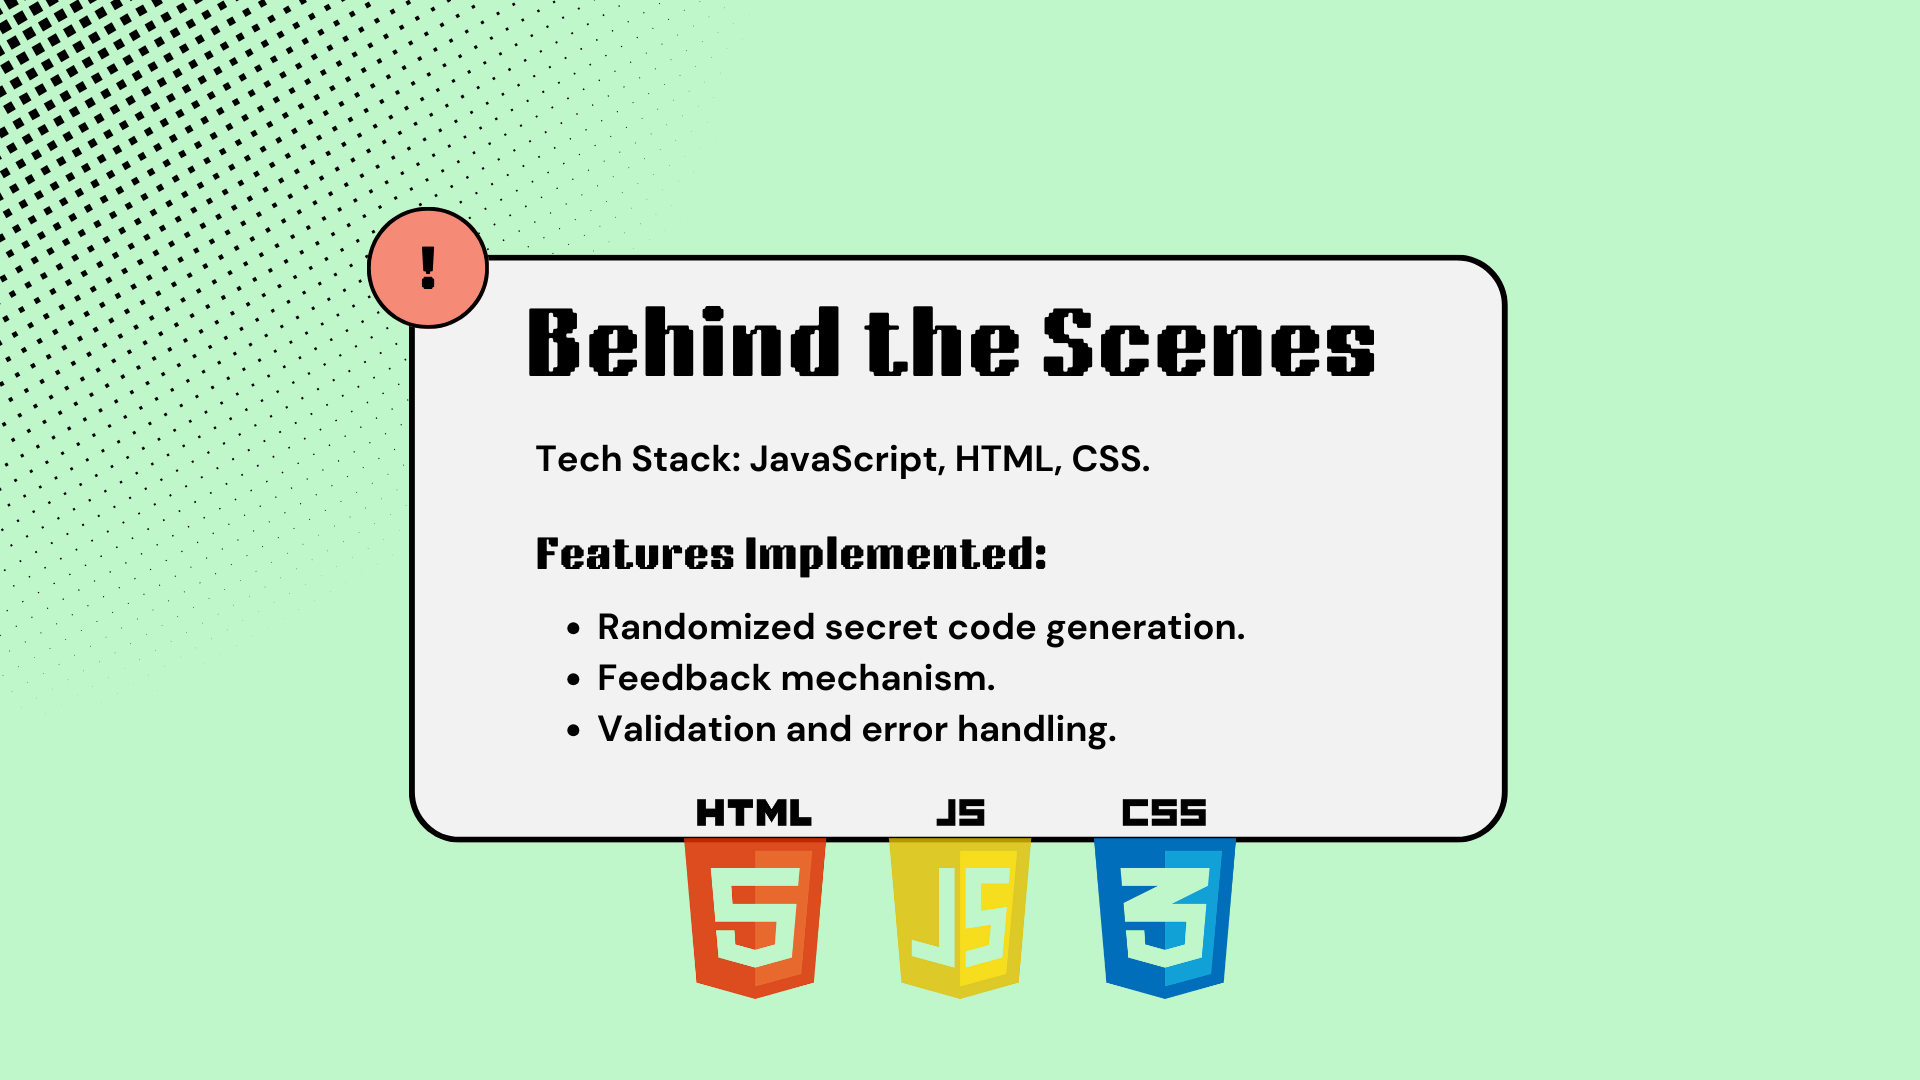 !
Behind the Scenes
Tech Stack: JavaScript, HTML, CSS.
Features Implemented:
• Randomized secret code generation.
• Feedback mechanism.
• Validation and error handling.
HTML JS CSS
5 JS 3